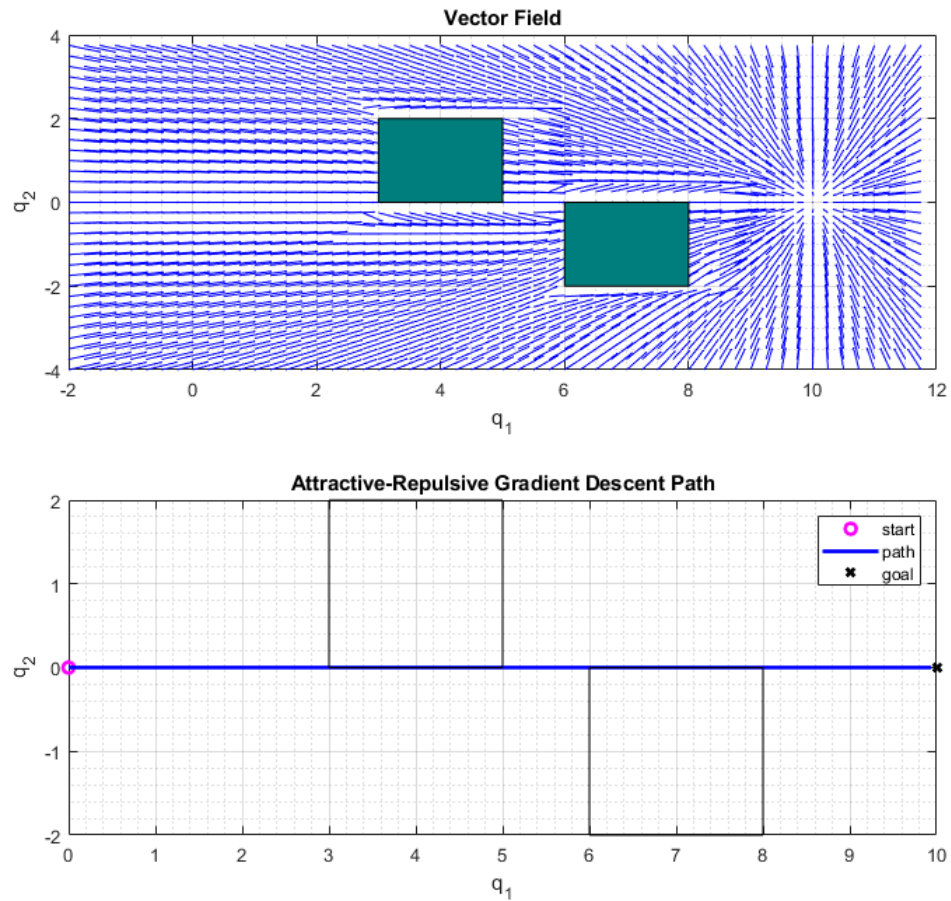 Vector Field
4
2
0
-2
-4
q2
-2 0 2 4 6 8 10 12
q1
Attractive-Repulsive Gradient Descent Path
2
1
0
-1
-2
q2
start
path
goal
0 1 2 3 4 5 6 7 8 9 10
q1